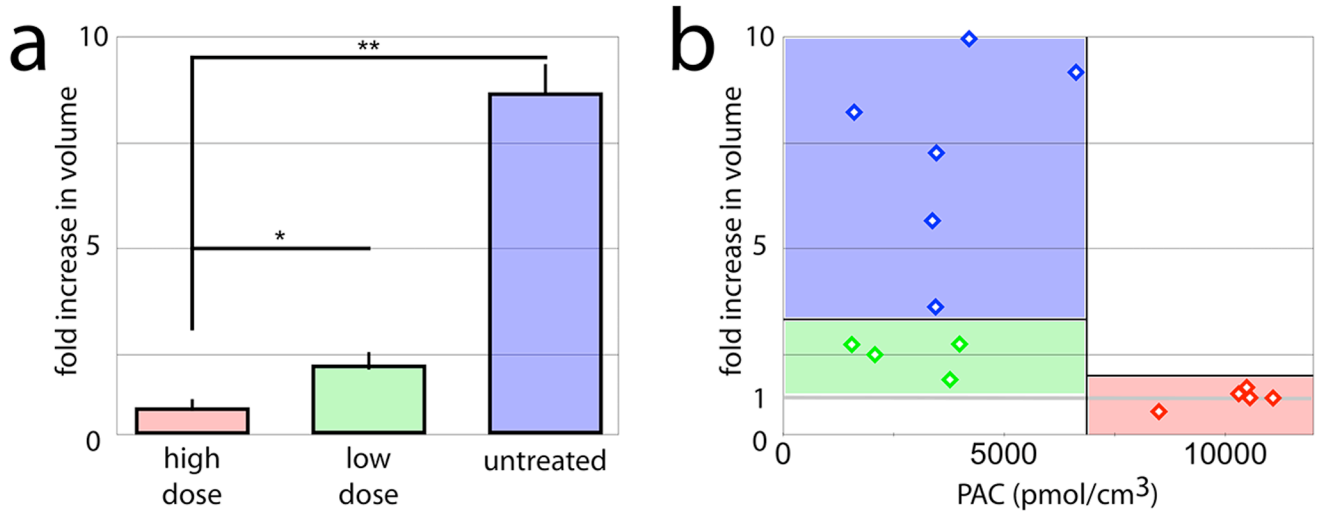 a
10
5
0
fold increase in volume
**
*
high
dose
low
dose
untreated
b
10
5
1
0
fold increase in volume
0
5000
10000
PAC (pmol/cm³)